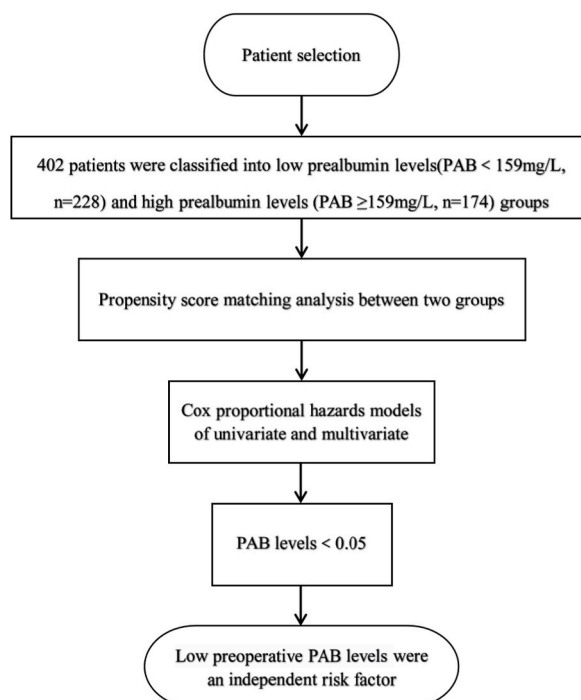 Patient selection
402 patients were classified into low prealbumin levels(PAB < 159mg/L,
n=228) and high prealbumin levels (PAB ≥159mg/L, n=174) groups
Propensity score matching analysis between two groups
Cox proportional hazards models
of univariate and multivariate
PAB levels < 0.05
Low preoperative PAB levels were
an independent risk factor